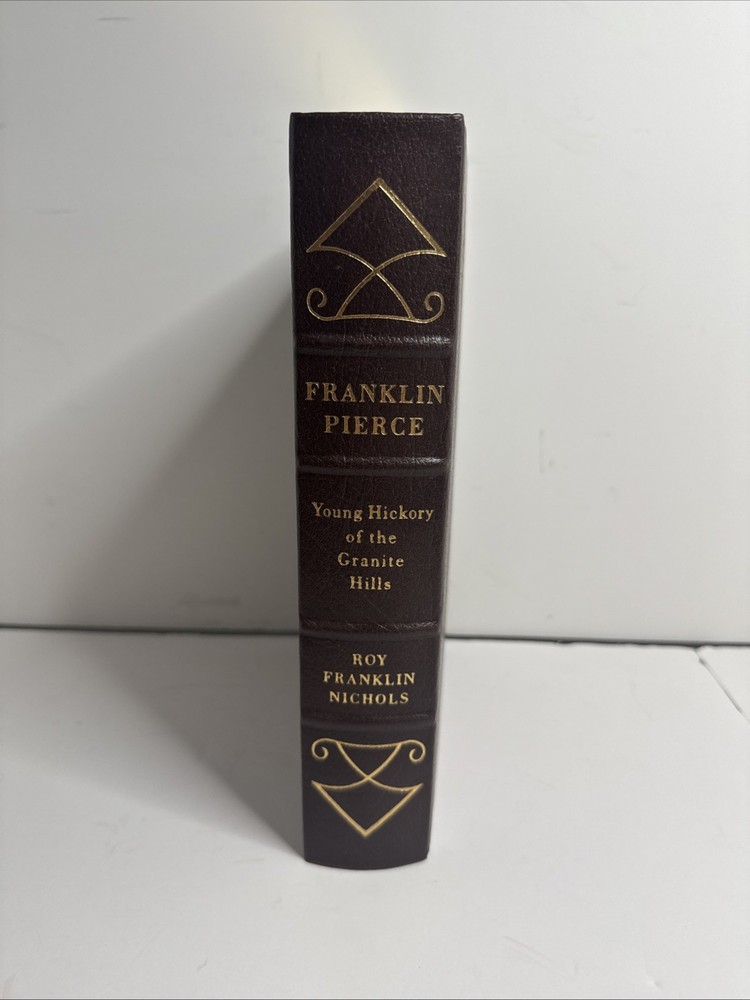 FRANKLIN
PIERCE
Young Hickory
of the
Granite
Hills
ROY
FRANKLIN
NICHOLS